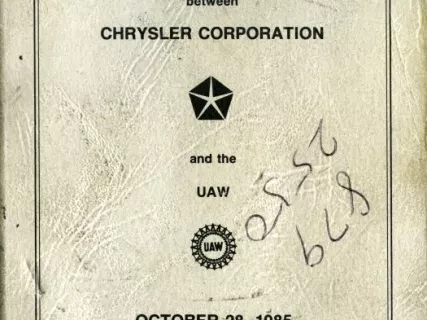 between
CHRYSLER CORPORATION
and the
UAW
UAW
OCTOBER 28, 1985